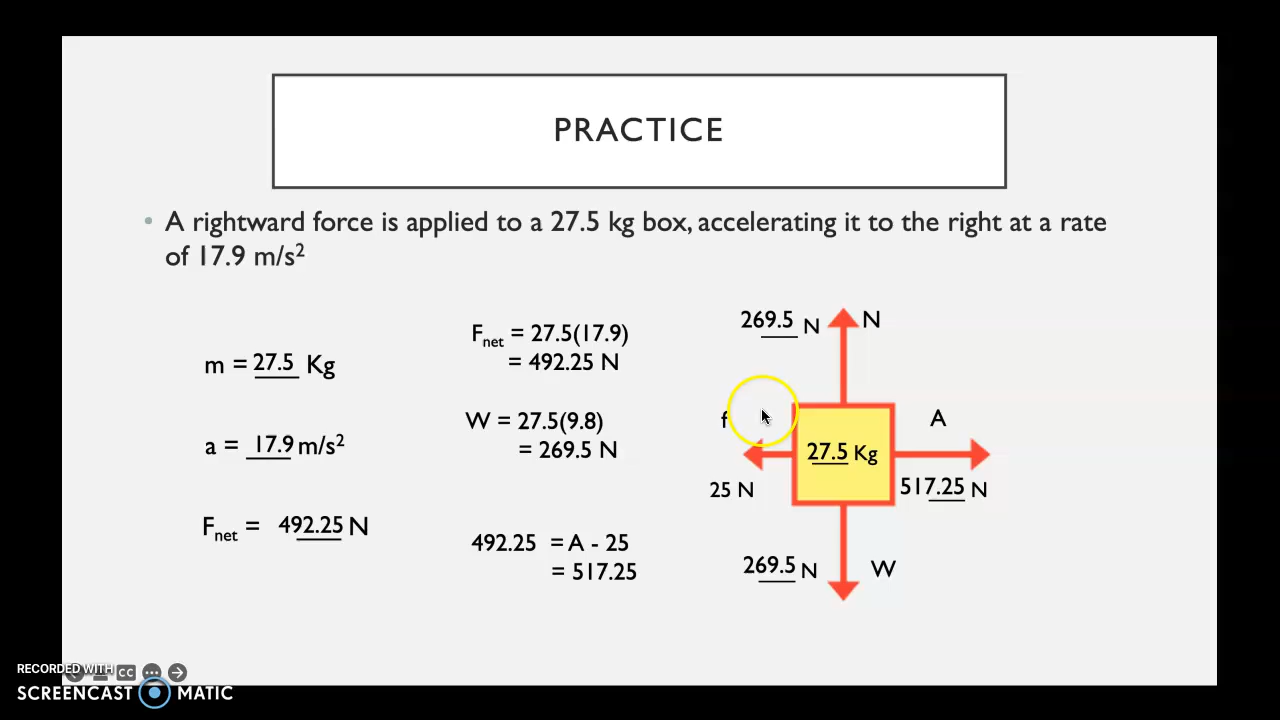 PRACTICE
• A rightward force is applied to a 27.5 kg box, accelerating it to the right at a rate
of 17.9 m/s²
m = 27.5 Kg
a = 17.9 m/s²
Fnet = 492.25 N
Fnet = 27.5(17.9)
= 492.25 N
W = 27.5(9.8)
= 269.5 N
492.25 = A - 25
= 517.25
269.5 N
N
f
A
27.5 Kg
25 N
517.25 N
269.5 N
W
RECORDED WITH
CC
SCREENCAST MATIC